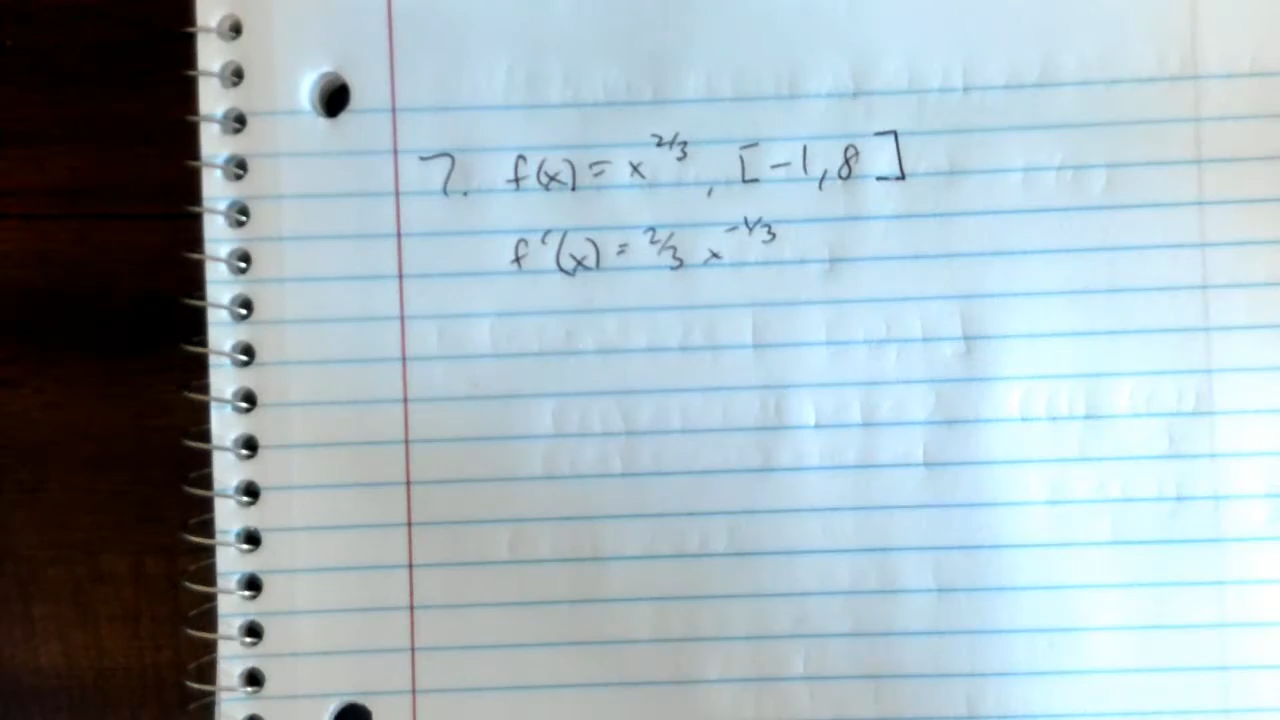 7. f(x) = x^{2/3}, [-1, 8]
f'(x) = 2/3 x^{-1/3}